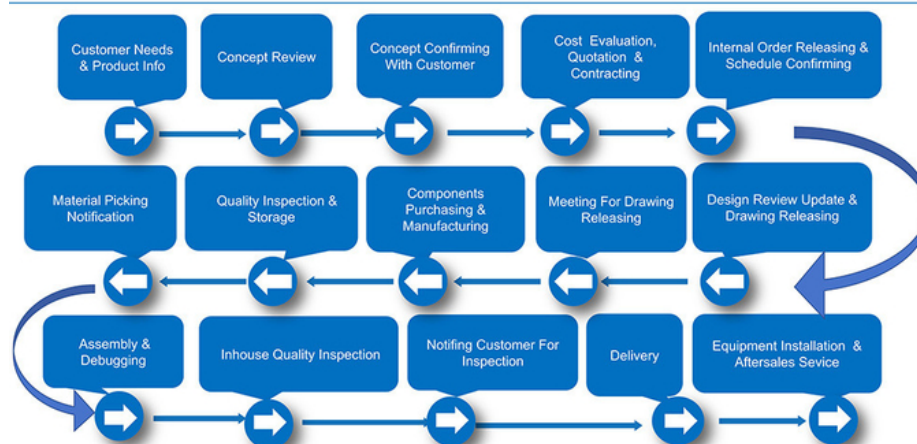 Customer Needs
& Product Info
Concept Review
Concept Confirming
With Customer
Cost Evaluation,
Quotation &
Contracting
Internal Order Releasing &
Schedule Confirming
Material Picking
Notification
Quality Inspection &
Storage
Components
Purchasing &
Manufacturing
Meeting For Drawing
Releasing
Design Review Update &
Drawing Releasing
Assembly &
Debugging
Inhouse Quality Inspection
Notifing Customer For
Inspection
Delivery
Equipment Installation &
Aftersales Sevice